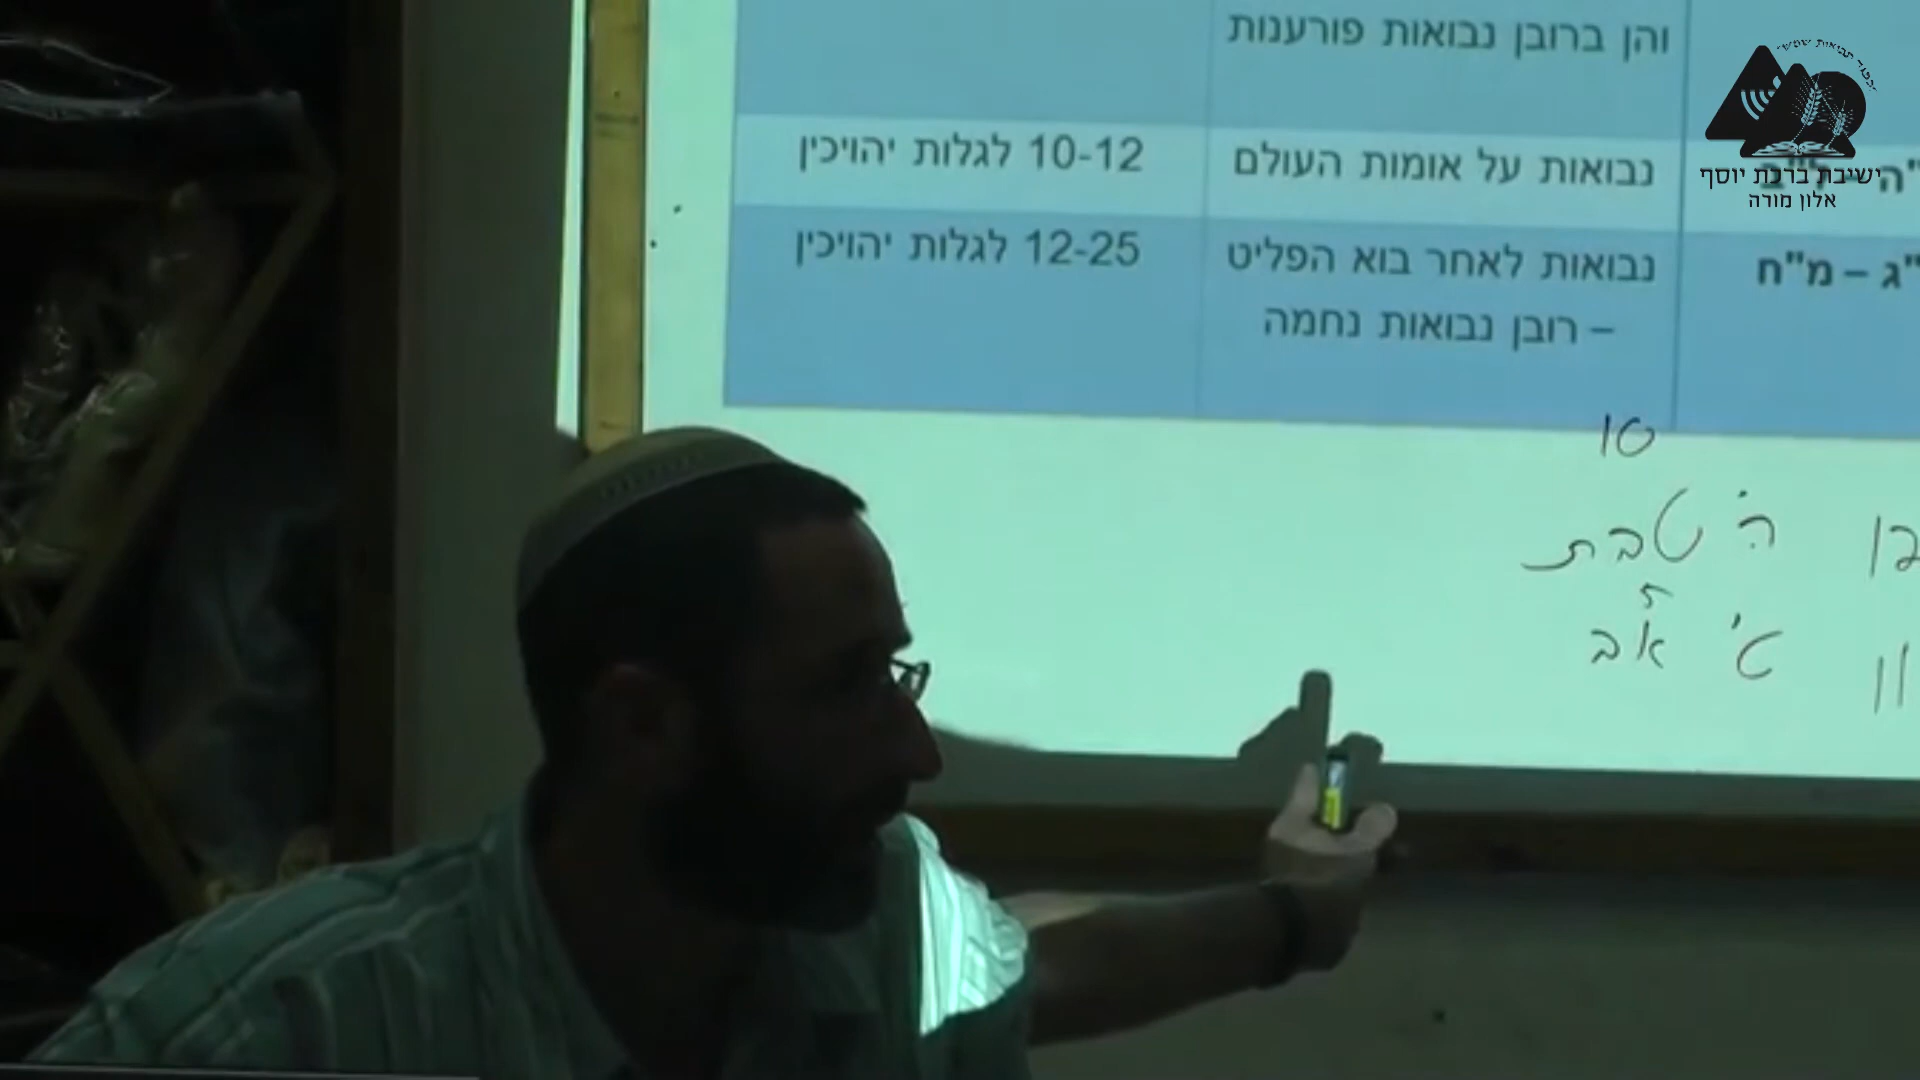 והן ברובן נבואות פורענות
נבואות על אומות העולם
10-12 לגלות יהויכין
"ג – מ"ח
נבואות לאחר בוא הפליט
– רובן נבואות נחמה
12-25 לגלות יהויכין
טו
ה' טבת
ט' אב
ישיבת ברכת יוסף
אלון מורה